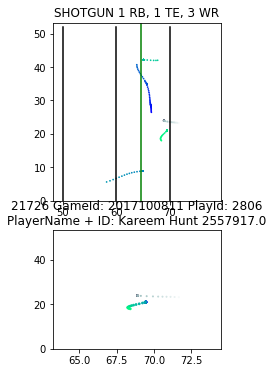 SHOTGUN 1 RB, 1 TE, 3 WR
50
40
30
20
10
0
50 60 70
21726 GameId: 2017100811 PlayId: 2806
PlayerName + ID: Kareem Hunt 2557917.0
40
20
0
65.0 67.5 70.0 72.5